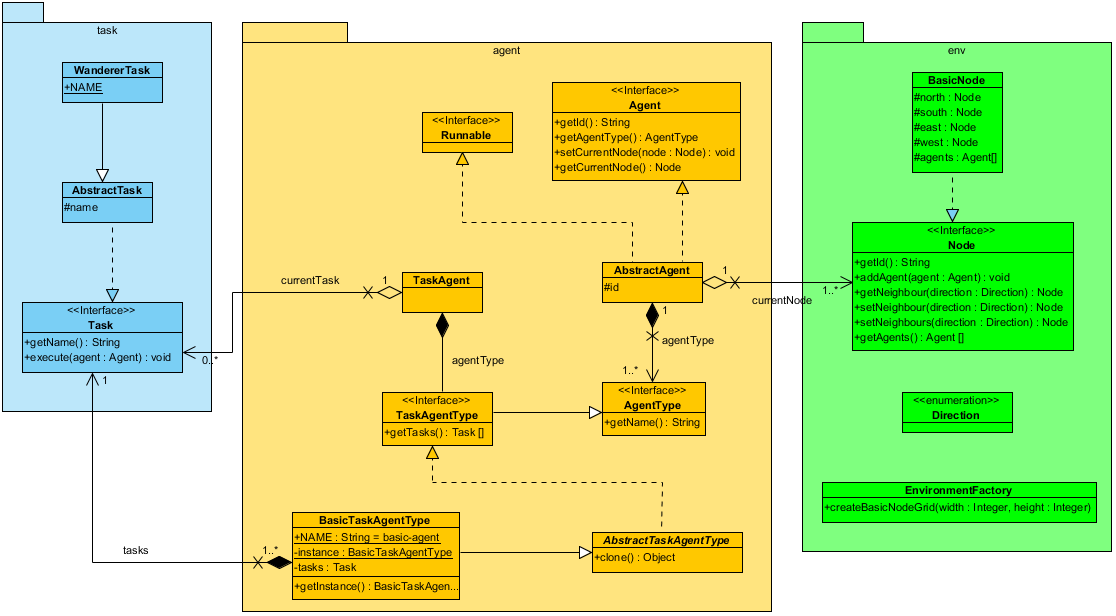 task
WandererTask
+NAME
AbstractTask
#name
<<Interface>>
Task
+getName() : String
+execute(agent : Agent) : void
1
0..*
currentTask
1
tasks
1..*
agent
<<Interface>>
Runnable
<<Interface>>
Agent
+getId() : String
+getAgentType() : AgentType
+setCurrentNode(node : Node) : void
+getCurrentNode() : Node
TaskAgent
AbstractAgent
#id
1
currentNode
1..*
1
agentType
1..*
agentType
<<Interface>>
TaskAgentType
+getTasks() : Task []
<<Interface>>
AgentType
+getName() : String
BasicTaskAgentType
+NAME : String = basic-agent
-instance : BasicTaskAgentType
-tasks : Task
+getInstance() : BasicTaskAgen...
AbstractTaskAgentType
+clone() : Object
env
BasicNode
#north : Node
#south : Node
#east : Node
#west : Node
#agents : Agent[]
<<Interface>>
Node
+getId() : String
+addAgent(agent : Agent) : void
+getNeighbour(direction : Direction) : Node
+setNeighbour(direction : Direction) : Node
+setNeighbours(direction : Direction) : Node
+getAgents() : Agent []
<<enumeration>>
Direction
EnvironmentFactory
+createBasicNodeGrid(width : Integer, height : Integer)